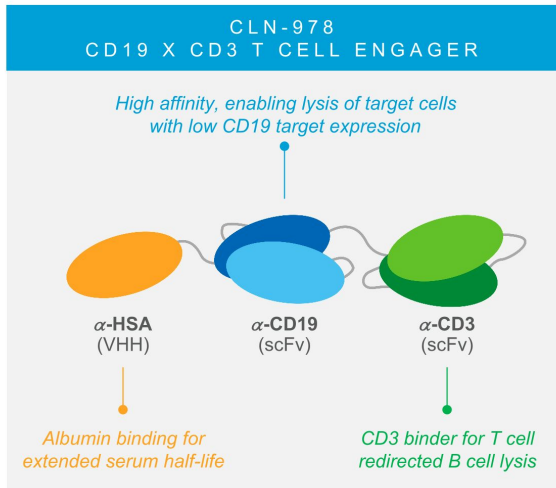 CLN-978
CD19 X CD3 T CELL ENGAGER
High affinity, enabling lysis of target cells
with low CD19 target expression
α-HSA
(VHH)
α-CD19
(scFv)
α-CD3
(scFv)
Albumin binding for
extended serum half-life
CD3 binder for T cell
redirected B cell lysis